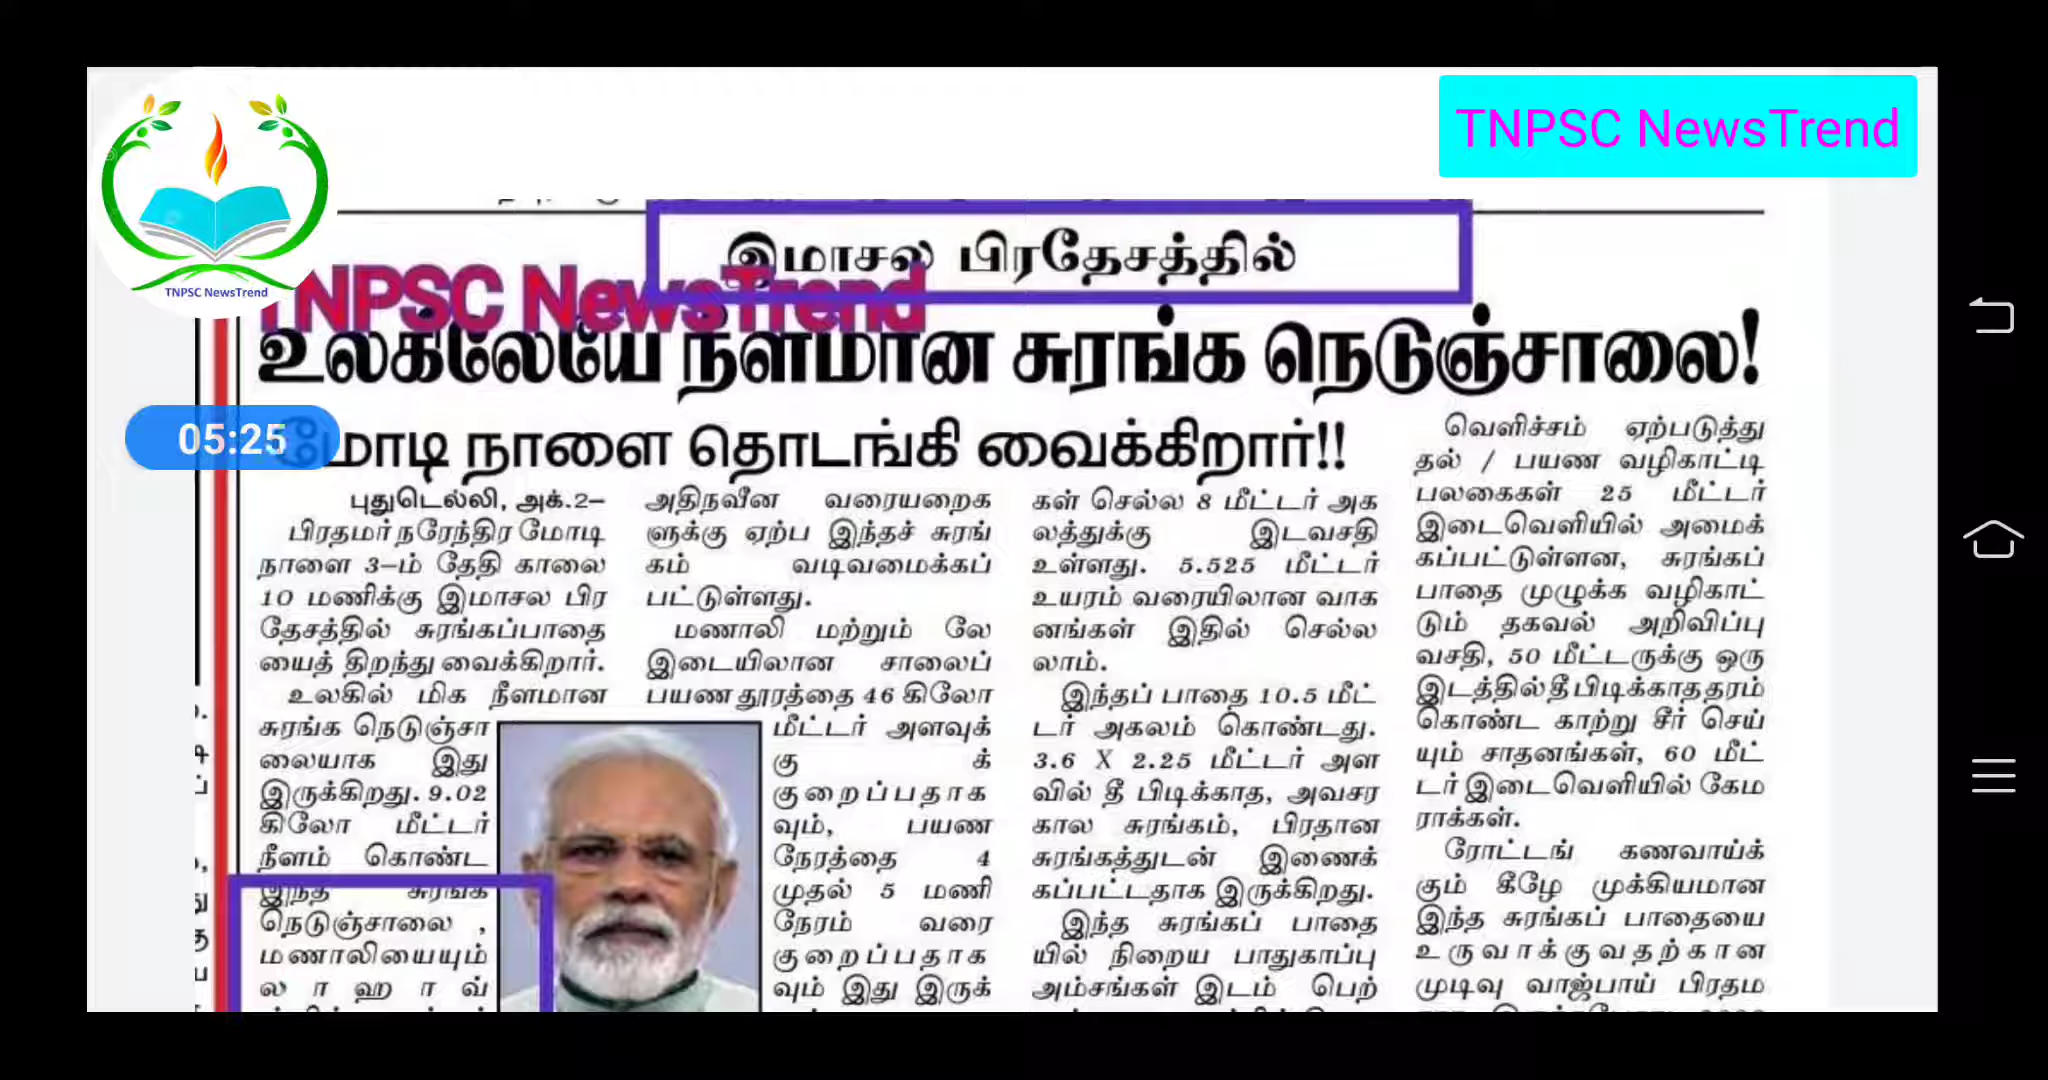 TNPSC NewsTrend
TNPSC NewsTrend
இமாசல பிரதேசத்தில்
TNPSC NewsTrend
உலகிலேயே நீளமான சுரங்க நெடுஞ்சாலை!
05:25
மோடி நாளை தொடங்கி வைக்கிறார்!!
புதுடெல்லி, அக்.2–
பிரதமர் நரேந்திர மோடி
நாளை 3–ம் தேதி காலை
10 மணிக்கு இமாசல பிர
தேசத்தில் சுரங்கப்பாதை
யைத் திறந்து வைக்கிறார்.
உலகில் மிக நீளமான
சுரங்க நெடுஞ்சா
லையாக இது
இருக்கிறது. 9.02
கிலோ மீட்டர்
நீளம் கொண்ட
இந்த சுரங்க
நெடுஞ்சாலை ,
மணாலியையும்
லாஹாவ்
அதிநவீன வரையறைக
ளுக்கு ஏற்ப இந்தச் சுரங்
கம் வடிவமைக்கப்
பட்டுள்ளது.
மணாலி மற்றும் லே
இடையிலான சாலைப்
பயண தூரத்தை 46 கிலோ
மீட்டர் அளவுக்
கு க்
குறைப்பதாக
வும், பயண
நேரத்தை 4
முதல் 5 மணி
நேரம் வரை
குறைப்பதாக
வும் இது இருக்
கள் செல்ல 8 மீட்டர் அக
லத்துக்கு இடவசதி
உள்ளது. 5.525 மீட்டர்
உயரம் வரையிலான வாக
னங்கள் இதில் செல்ல
லாம்.
இந்தப் பாதை 10.5 மீட்
டர் அகலம் கொண்டது.
3.6 X 2.25 மீட்டர் அள
வில் தீ பிடிக்காத, அவசர
கால சுரங்கம், பிரதான
சுரங்கத்துடன் இணைக்
கப்பட்டதாக இருக்கிறது.
இந்த சுரங்கப் பாதை
யில் நிறைய பாதுகாப்பு
அம்சங்கள் இடம் பெற்
வெளிச்சம் ஏற்படுத்து
தல் / பயண வழிகாட்டி
பலகைகள் 25 மீட்டர்
இடைவெளியில் அமைக்
கப்பட்டுள்ளன, சுரங்கப்
பாதை முழுக்க வழிகாட்
டும் தகவல் அறிவிப்பு
வசதி, 50 மீட்டருக்கு ஒரு
இடத்தில் தீ பிடிக்காத தரம்
கொண்ட காற்று சீர் செய்
யும் சாதனங்கள், 60 மீட்
டர் இடைவெளியில் கேம
ராக்கள்.
ரோட்டங் கணவாய்க்
கும் கீழே முக்கியமான
இந்த சுரங்கப் பாதையை
உருவாக்குவதற்கான
முடிவு வாஜ்பாய் பிரதம